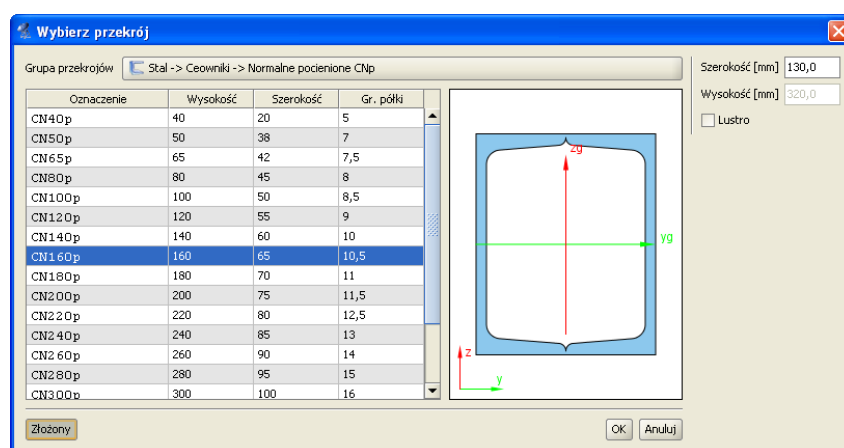 Wybierz przekrój
Grupa przekrojów Stal -> Ceowniki -> Normalne pocienione CNp
Szerokość [mm] 130,0
Wysokość [mm] 320,0
Lustro
Oznaczenie Wysokość Szerokość Gr. półki
CN40p 40 20 5
CN50p 50 38 7
CN65p 65 42 7,5
CN80p 80 45 8
CN100p 100 50 8,5
CN120p 120 55 9
CN140p 140 60 10
CN160p 160 65 10,5
CN180p 180 70 11
CN200p 200 75 11,5
CN220p 220 80 12,5
CN240p 240 85 13
CN260p 260 90 14
CN280p 280 95 15
CN300p 300 100 16
zg
yg
z
y
Złożony OK Anuluj